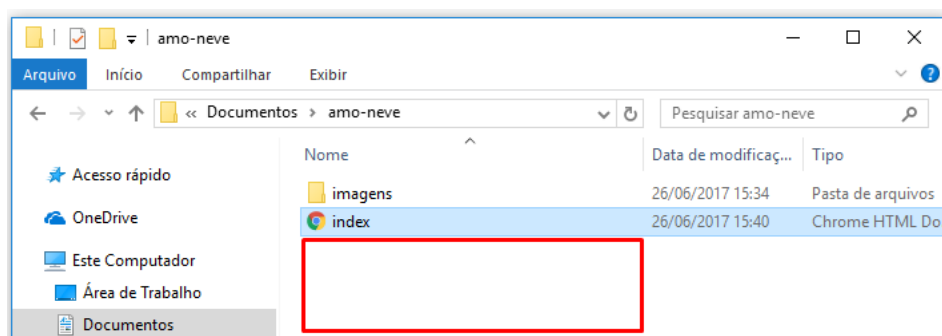 amo-neve
Arquivo Início Compartilhar Exibir
« Documentos > amo-neve Pesquisar amo-neve
Nome Data de modificaç... Tipo
Acesso rápido
imagens 26/06/2017 15:34 Pasta de arquivos
OneDrive index 26/06/2017 15:40 Chrome HTML Do
Este Computador
Área de Trabalho
Documentos